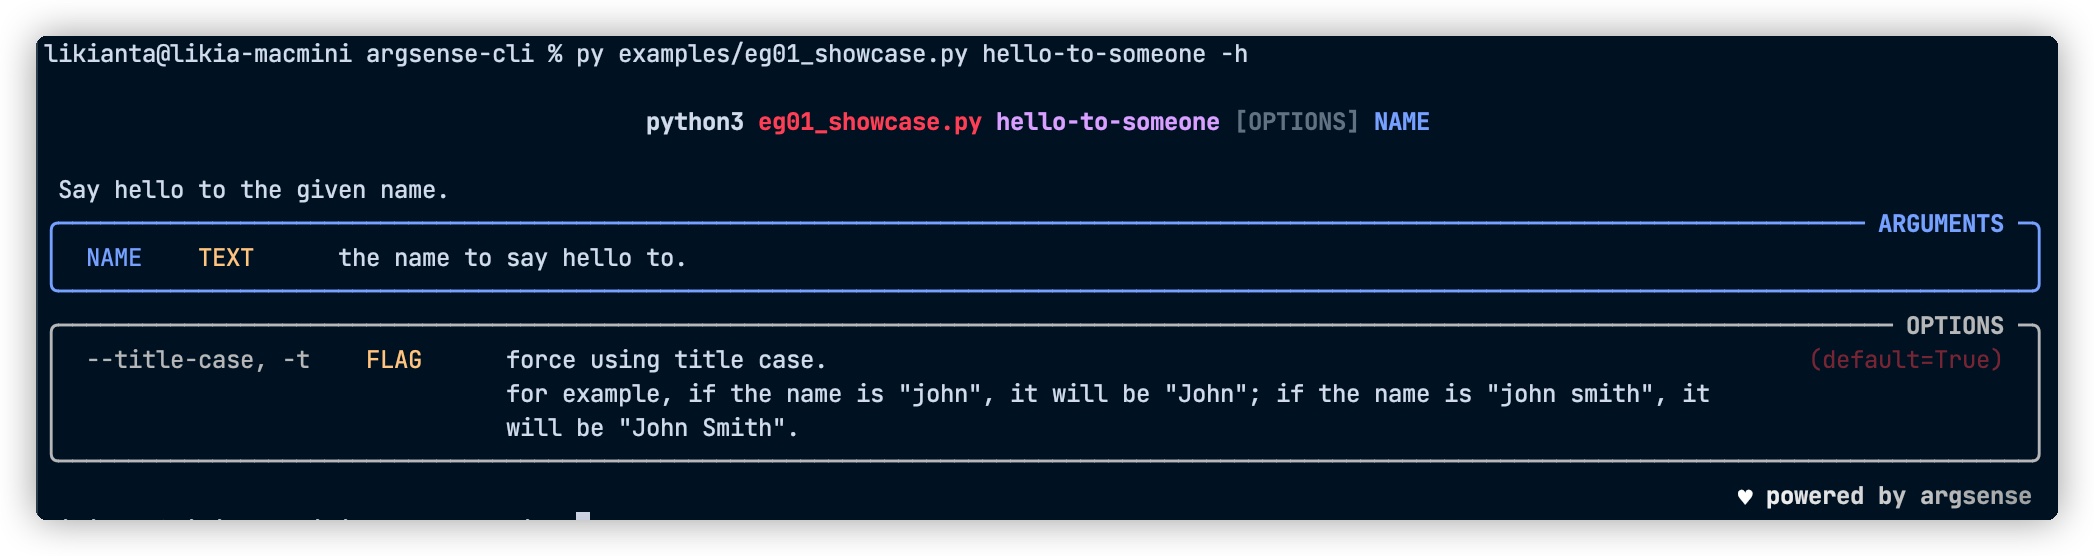 likianta@likia-macmini argsense-cli % py examples/eg01_showcase.py hello-to-someone -h
python3 eg01_showcase.py hello-to-someone [OPTIONS] NAME
Say hello to the given name.
ARGUMENTS
NAME TEXT the name to say hello to.
OPTIONS
--title-case, -t FLAG force using title case. (default=True)
for example, if the name is "john", it will be "John"; if the name is "john smith", it
will be "John Smith".
♥ powered by argsense